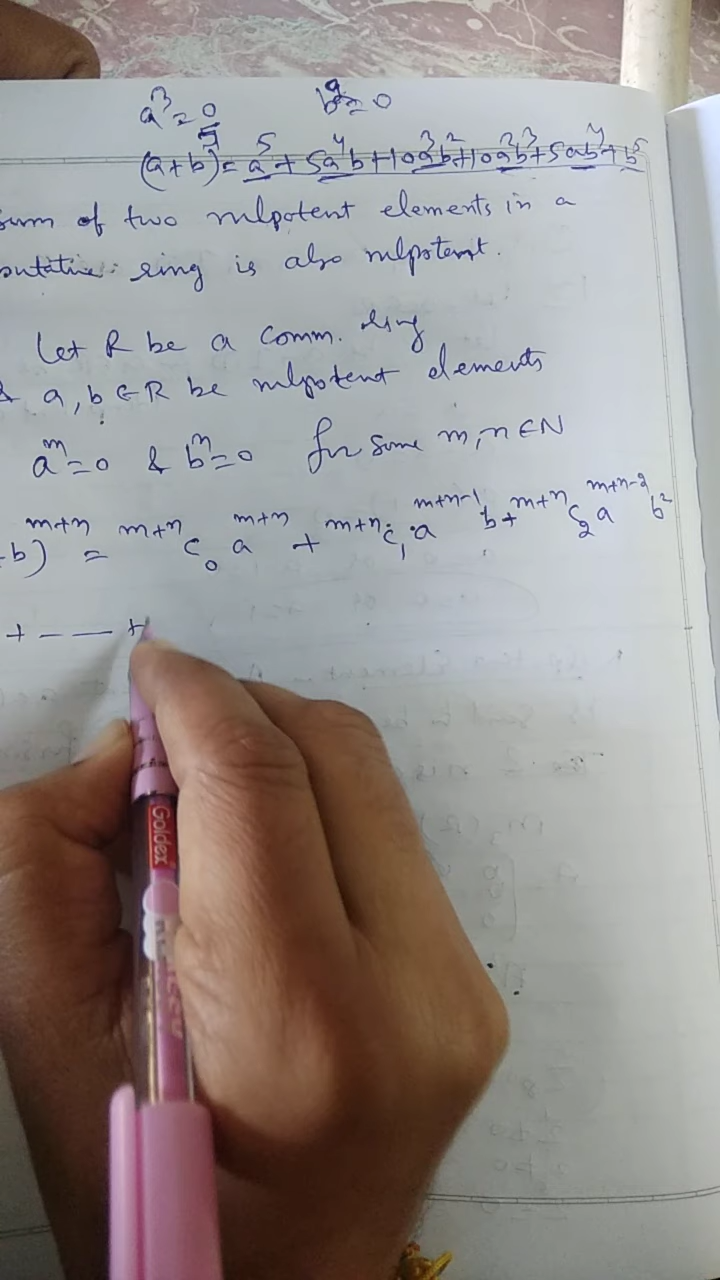 a³ = 0 b² = 0
(a+b)⁵ = a⁵ + 5a⁴b + 10a³b² + 10a²b³ + 5ab⁴ + b⁵
sum of two nilpotent elements in a
utative ring is also nilpotent.
Let R be a comm. ring
& a, b ∈ R be nilpotent elements
aᵐ = 0 & bⁿ = 0 for some m, n ∈ N
b)ᵐ⁺ⁿ = ᵐ⁺ⁿC₀ aᵐ⁺ⁿ + ᵐ⁺ⁿC₁ aᵐ⁺ⁿ⁻¹ b + ᵐ⁺ⁿC₂ aᵐ⁺ⁿ⁻² b²
+ - — +
Goldex